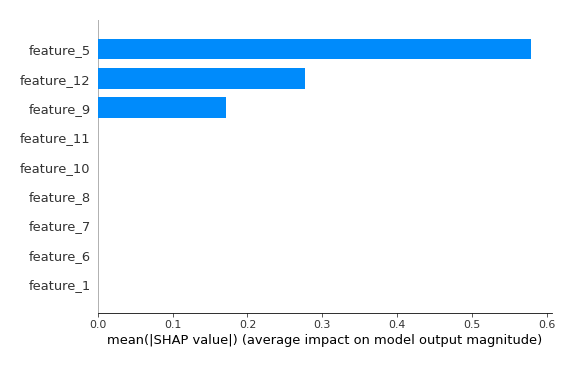 feature_5
feature_12
feature_9
feature_11
feature_10
feature_8
feature_7
feature_6
feature_1
0.0 0.1 0.2 0.3 0.4 0.5 0.6
mean(|SHAP value|) (average impact on model output magnitude)